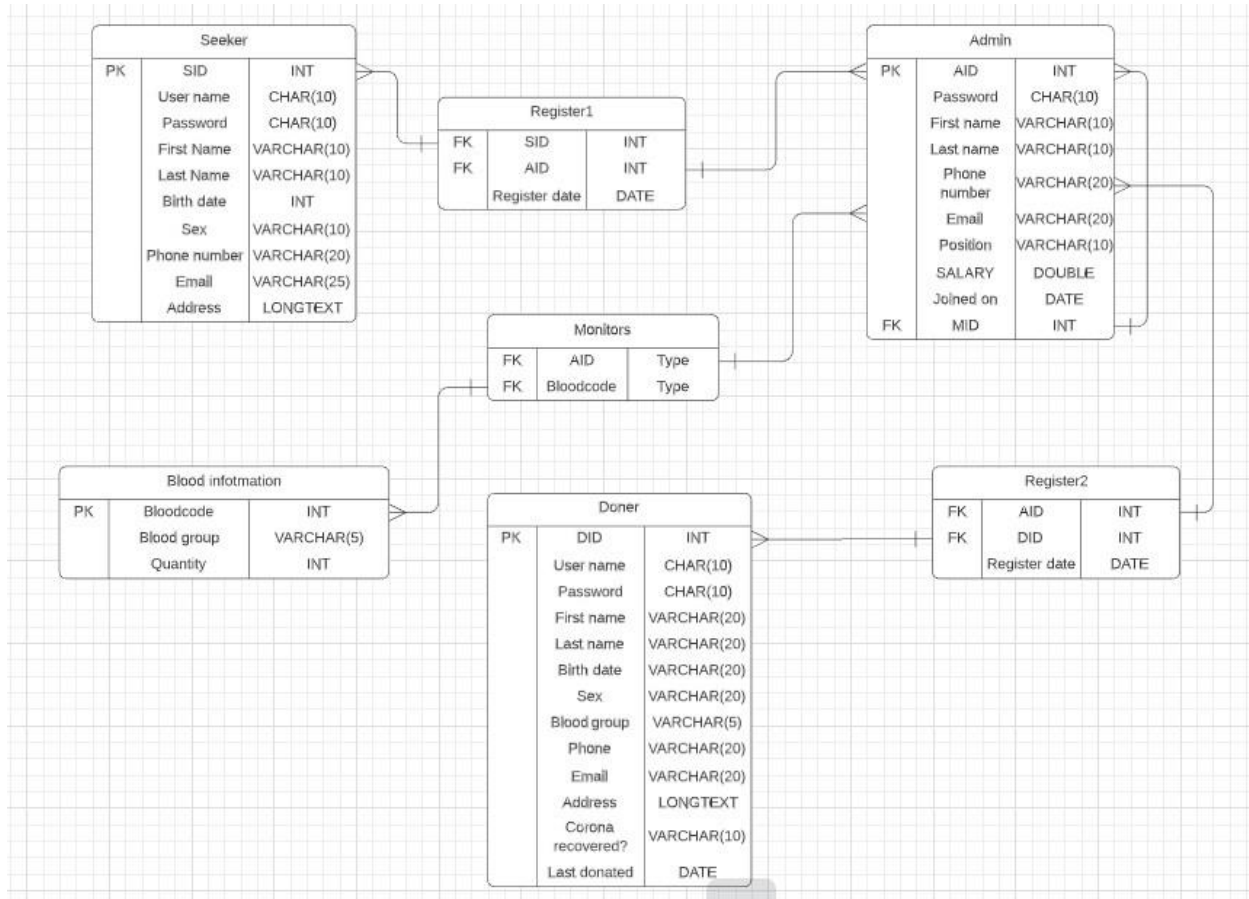 Seeker
PK SID INT
User name CHAR(10)
Password CHAR(10)
First Name VARCHAR(10)
Last Name VARCHAR(10)
Birth date INT
Sex VARCHAR(10)
Phone number VARCHAR(20)
Email VARCHAR(25)
Address LONGTEXT
Register1
FK SID INT
FK AID INT
Register date DATE
Admin
PK AID INT
Password CHAR(10)
First name VARCHAR(10)
Last name VARCHAR(10)
Phone
number VARCHAR(20)
Email VARCHAR(20)
Position VARCHAR(10)
SALARY DOUBLE
Joined on DATE
FK MID INT
Monitors
FK AID Type
FK Bloodcode Type
Blood infotmation
PK Bloodcode INT
Blood group VARCHAR(5)
Quantity INT
Doner
PK DID INT
User name CHAR(10)
Password CHAR(10)
First name VARCHAR(20)
Last name VARCHAR(20)
Birth date VARCHAR(20)
Sex VARCHAR(20)
Blood group VARCHAR(5)
Phone VARCHAR(20)
Email VARCHAR(20)
Address LONGTEXT
Corona
recovered? VARCHAR(10)
Last donated DATE
Register2
FK AID INT
FK DID INT
Register date DATE